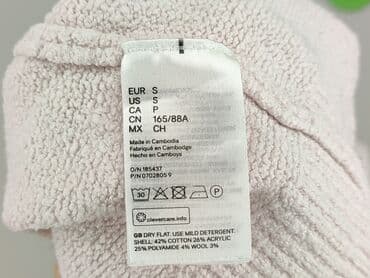 EUR S
US S
CA P
CN 165/88A
MX CH
Made in Cambodia
Fabriqué en Cambodge
Hecho en Camboya
O/N 185437
P/N 0702805 9
30 P
clevercare.info
GB DRY FLAT. USE MILD DETERGENT.
SHELL: 42% COTTON 26% ACRYLIC
25% POLYAMIDE 4% WOOL 3%